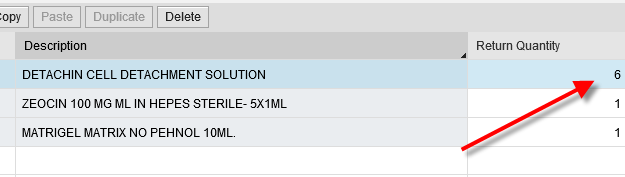 Copy Paste Duplicate Delete
Description Return Quantity
DETACHIN CELL DETACHMENT SOLUTION 6
ZEOCIN 100 MG ML IN HEPES STERILE- 5X1ML 1
MATRIGEL MATRIX NO PEHNOL 10ML. 1